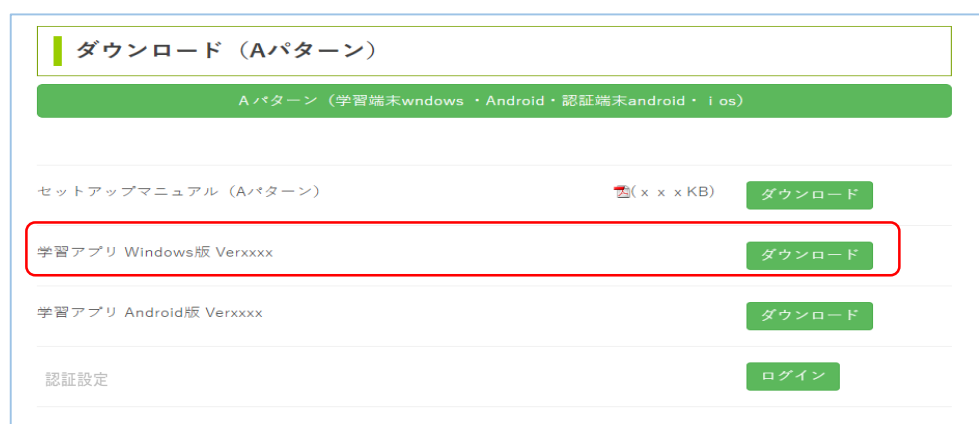 ダウンロード（Aパターン）
Aパターン（学習端末wndows ・Android・認証端末android・ｉos）
セットアップマニュアル（Aパターン） (ｘｘｘKB) ダウンロード
学習アプリ Windows版 Verxxxx ダウンロード
学習アプリ Android版 Verxxxx ダウンロード
認証設定 ログイン